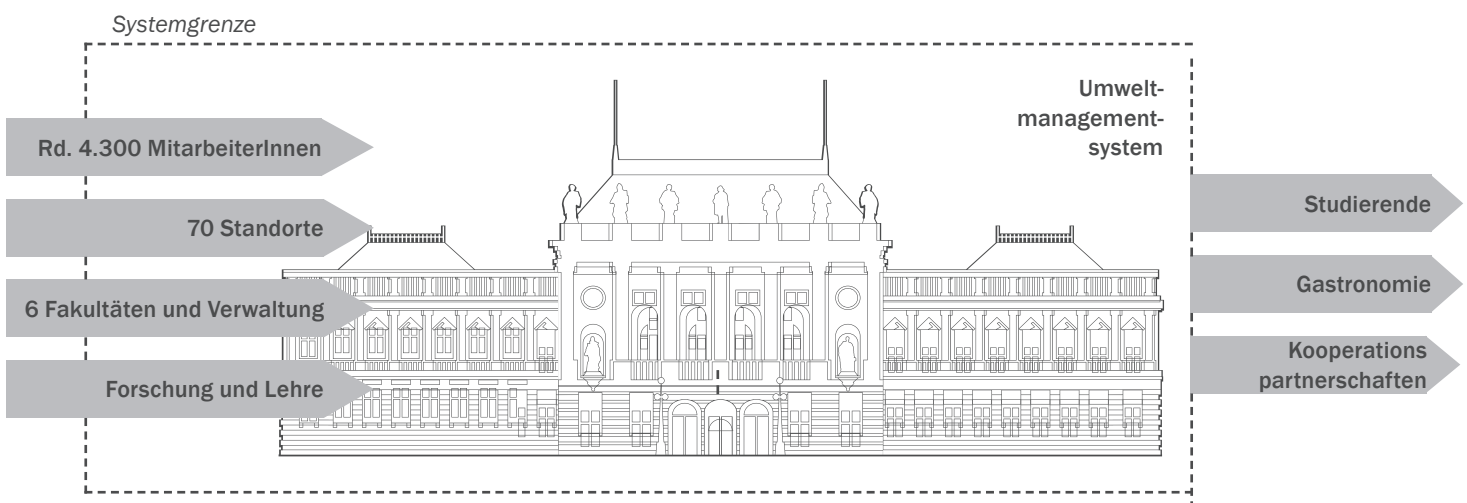 Systemgrenze
Umwelt-
management-
system
Rd. 4.300 MitarbeiterInnen
70 Standorte
6 Fakultäten und Verwaltung
Forschung und Lehre
Studierende
Gastronomie
Kooperations
partnerschaften